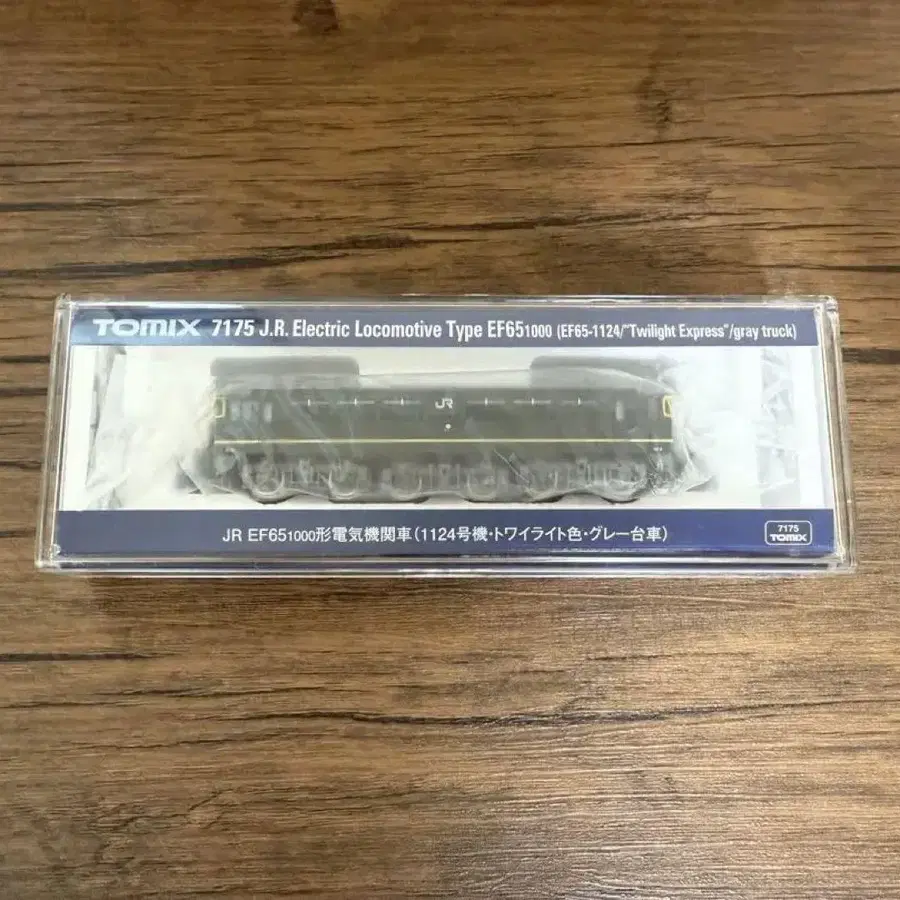 TOMIX 7175 J.R. Electric Locomotive Type EF651000 (EF65-1124/"Twilight Express"/gray truck)
JR
JR EF651000形電気機関車(1124号機・トワイライト色・グレー台車)
7175
TOMIX